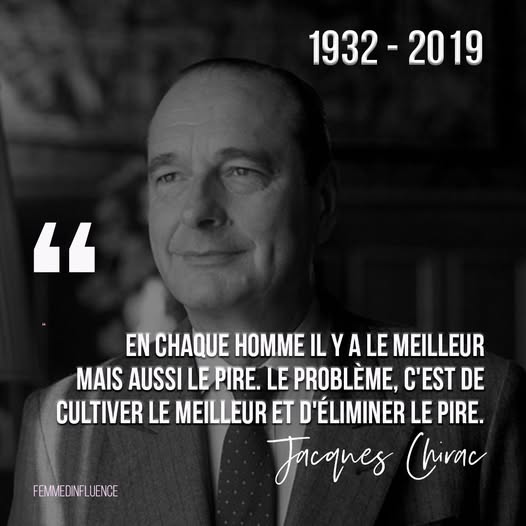 1932 - 2019
“
EN CHAQUE HOMME IL Y A LE MEILLEUR
MAIS AUSSI LE PIRE. LE PROBLÈME, C'EST DE
CULTIVER LE MEILLEUR ET D'ÉLIMINER LE PIRE.
Jacques Chirac
FEMMEDINFLUENCE